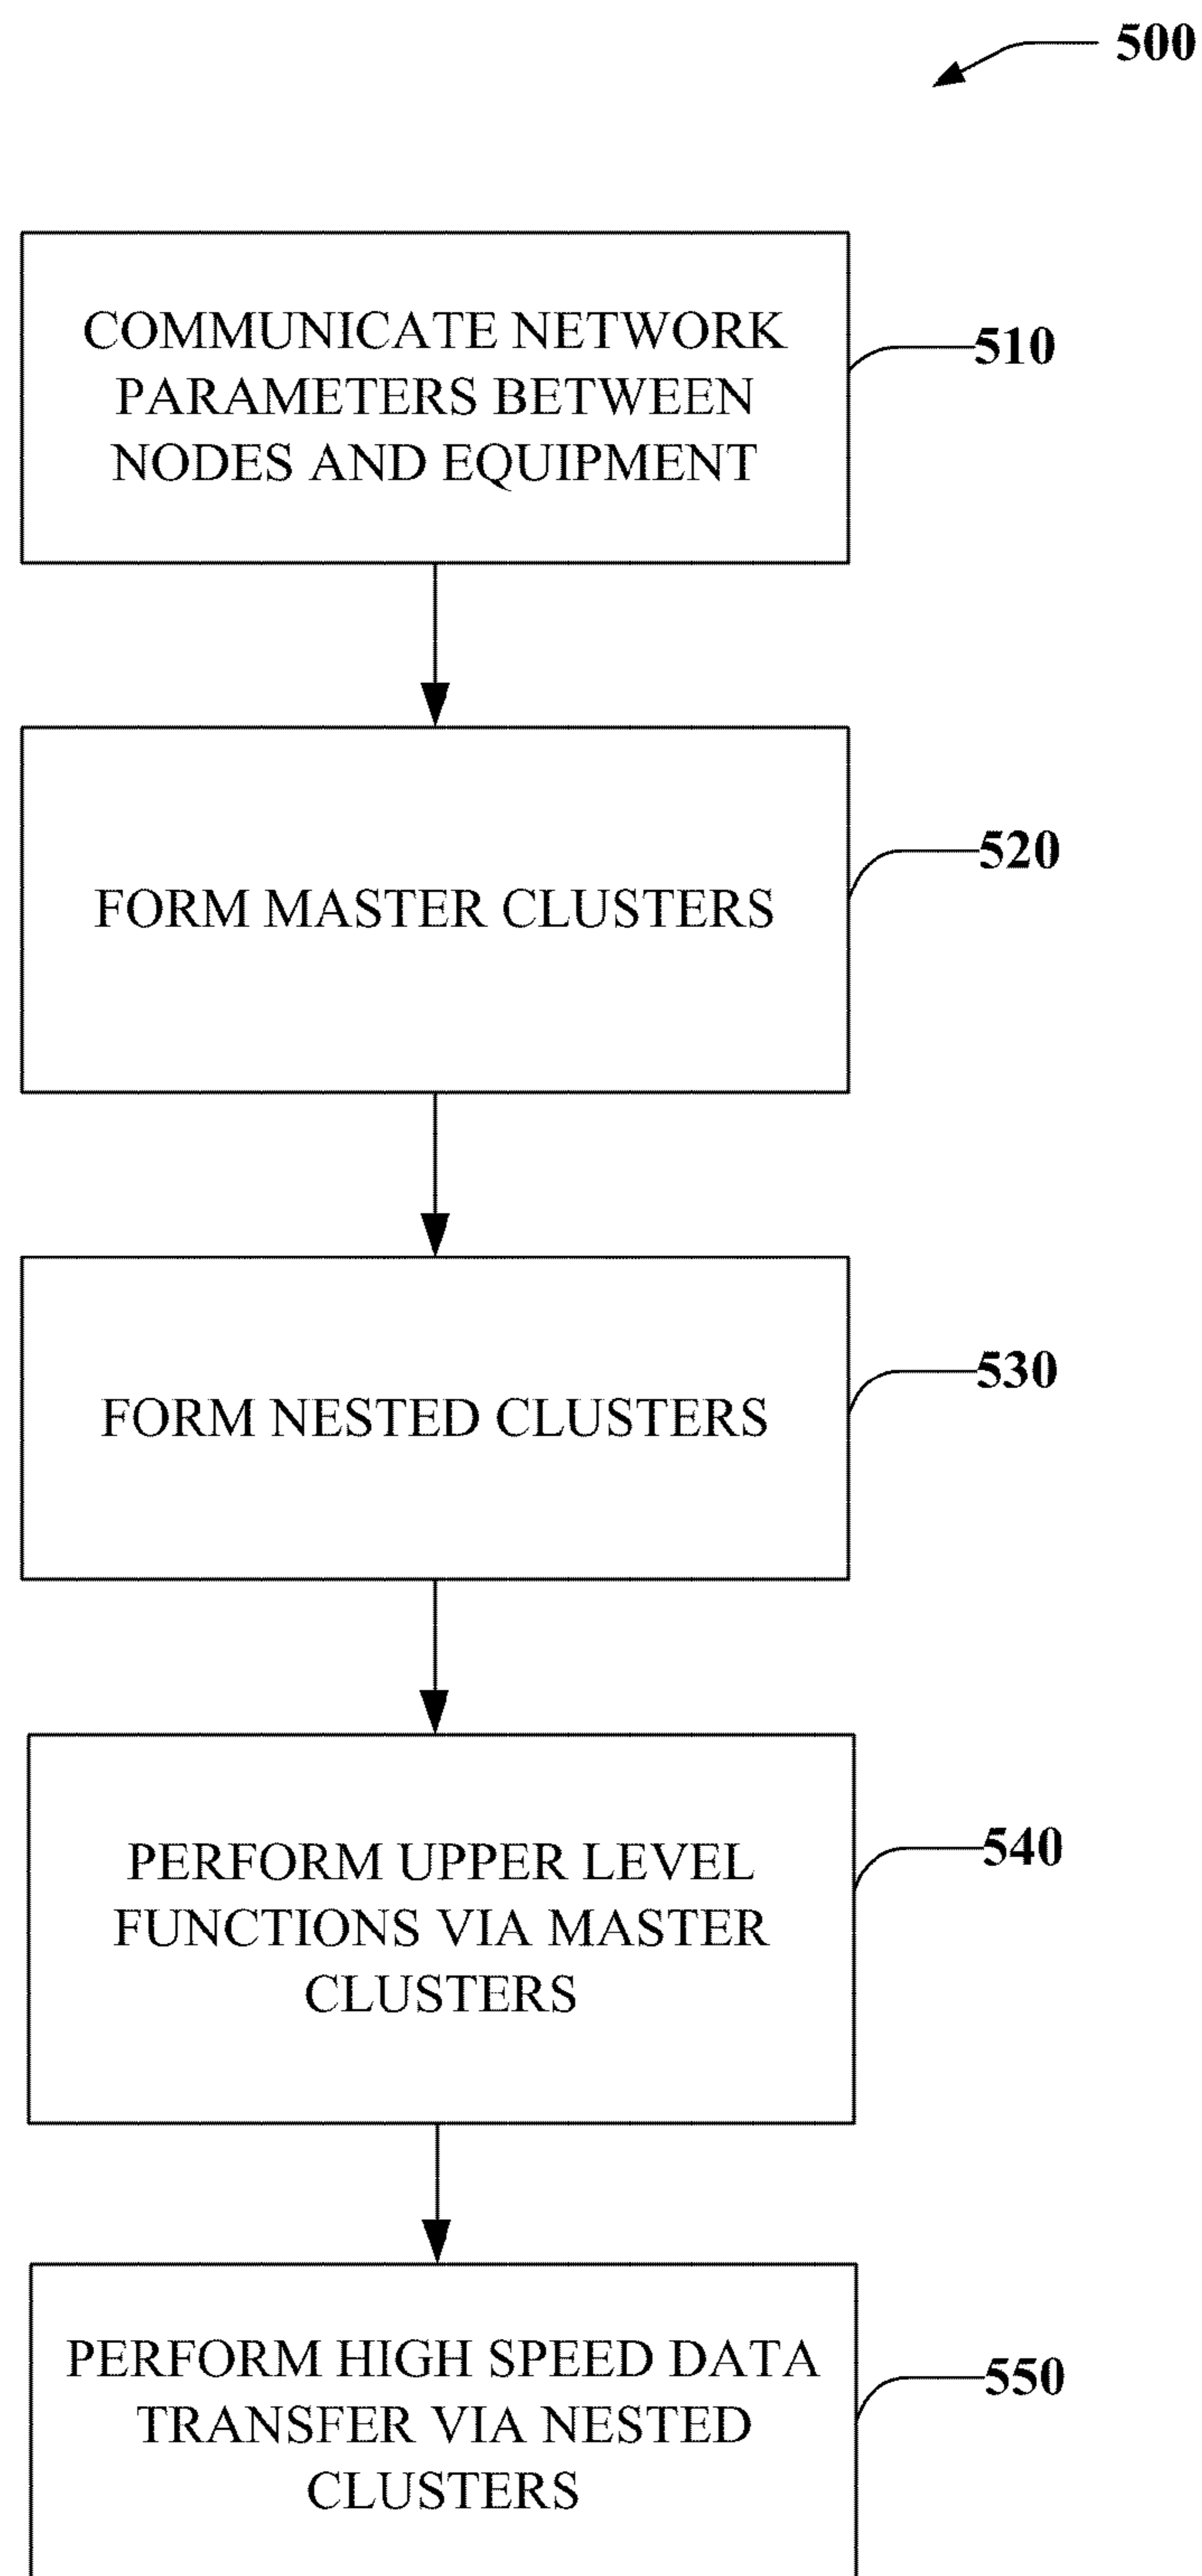 500
COMMUNICATE NETWORK
PARAMETERS BETWEEN
NODES AND EQUIPMENT
510
FORM MASTER CLUSTERS
520
FORM NESTED CLUSTERS
530
PERFORM UPPER LEVEL
FUNCTIONS VIA MASTER
CLUSTERS
540
PERFORM HIGH SPEED DATA
TRANSFER VIA NESTED
CLUSTERS
550